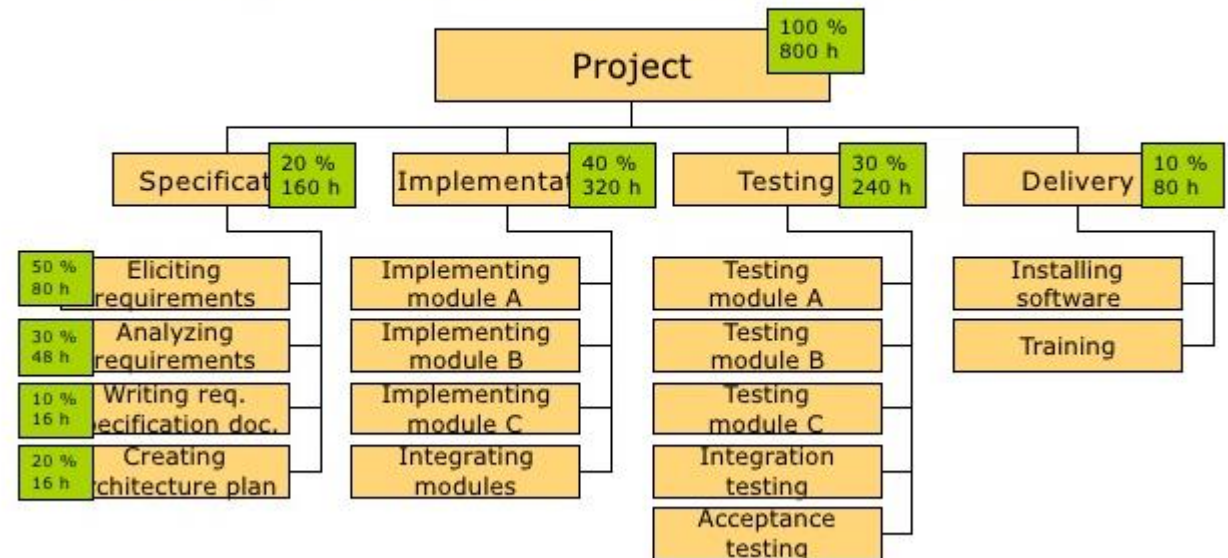 Project
100 %
800 h
Specificat
20 %
160 h
Implementat
40 %
320 h
Testing
30 %
240 h
Delivery
10 %
80 h
50 %
80 h
Eliciting
requirements
30 %
48 h
Analyzing
requirements
10 %
16 h
Writing req.
ecification doc.
20 %
16 h
Creating
rchitecture plan
Implementing
module A
Implementing
module B
Implementing
module C
Integrating
modules
Testing
module A
Testing
module B
Testing
module C
Integration
testing
Acceptance
testing
Installing
software
Training